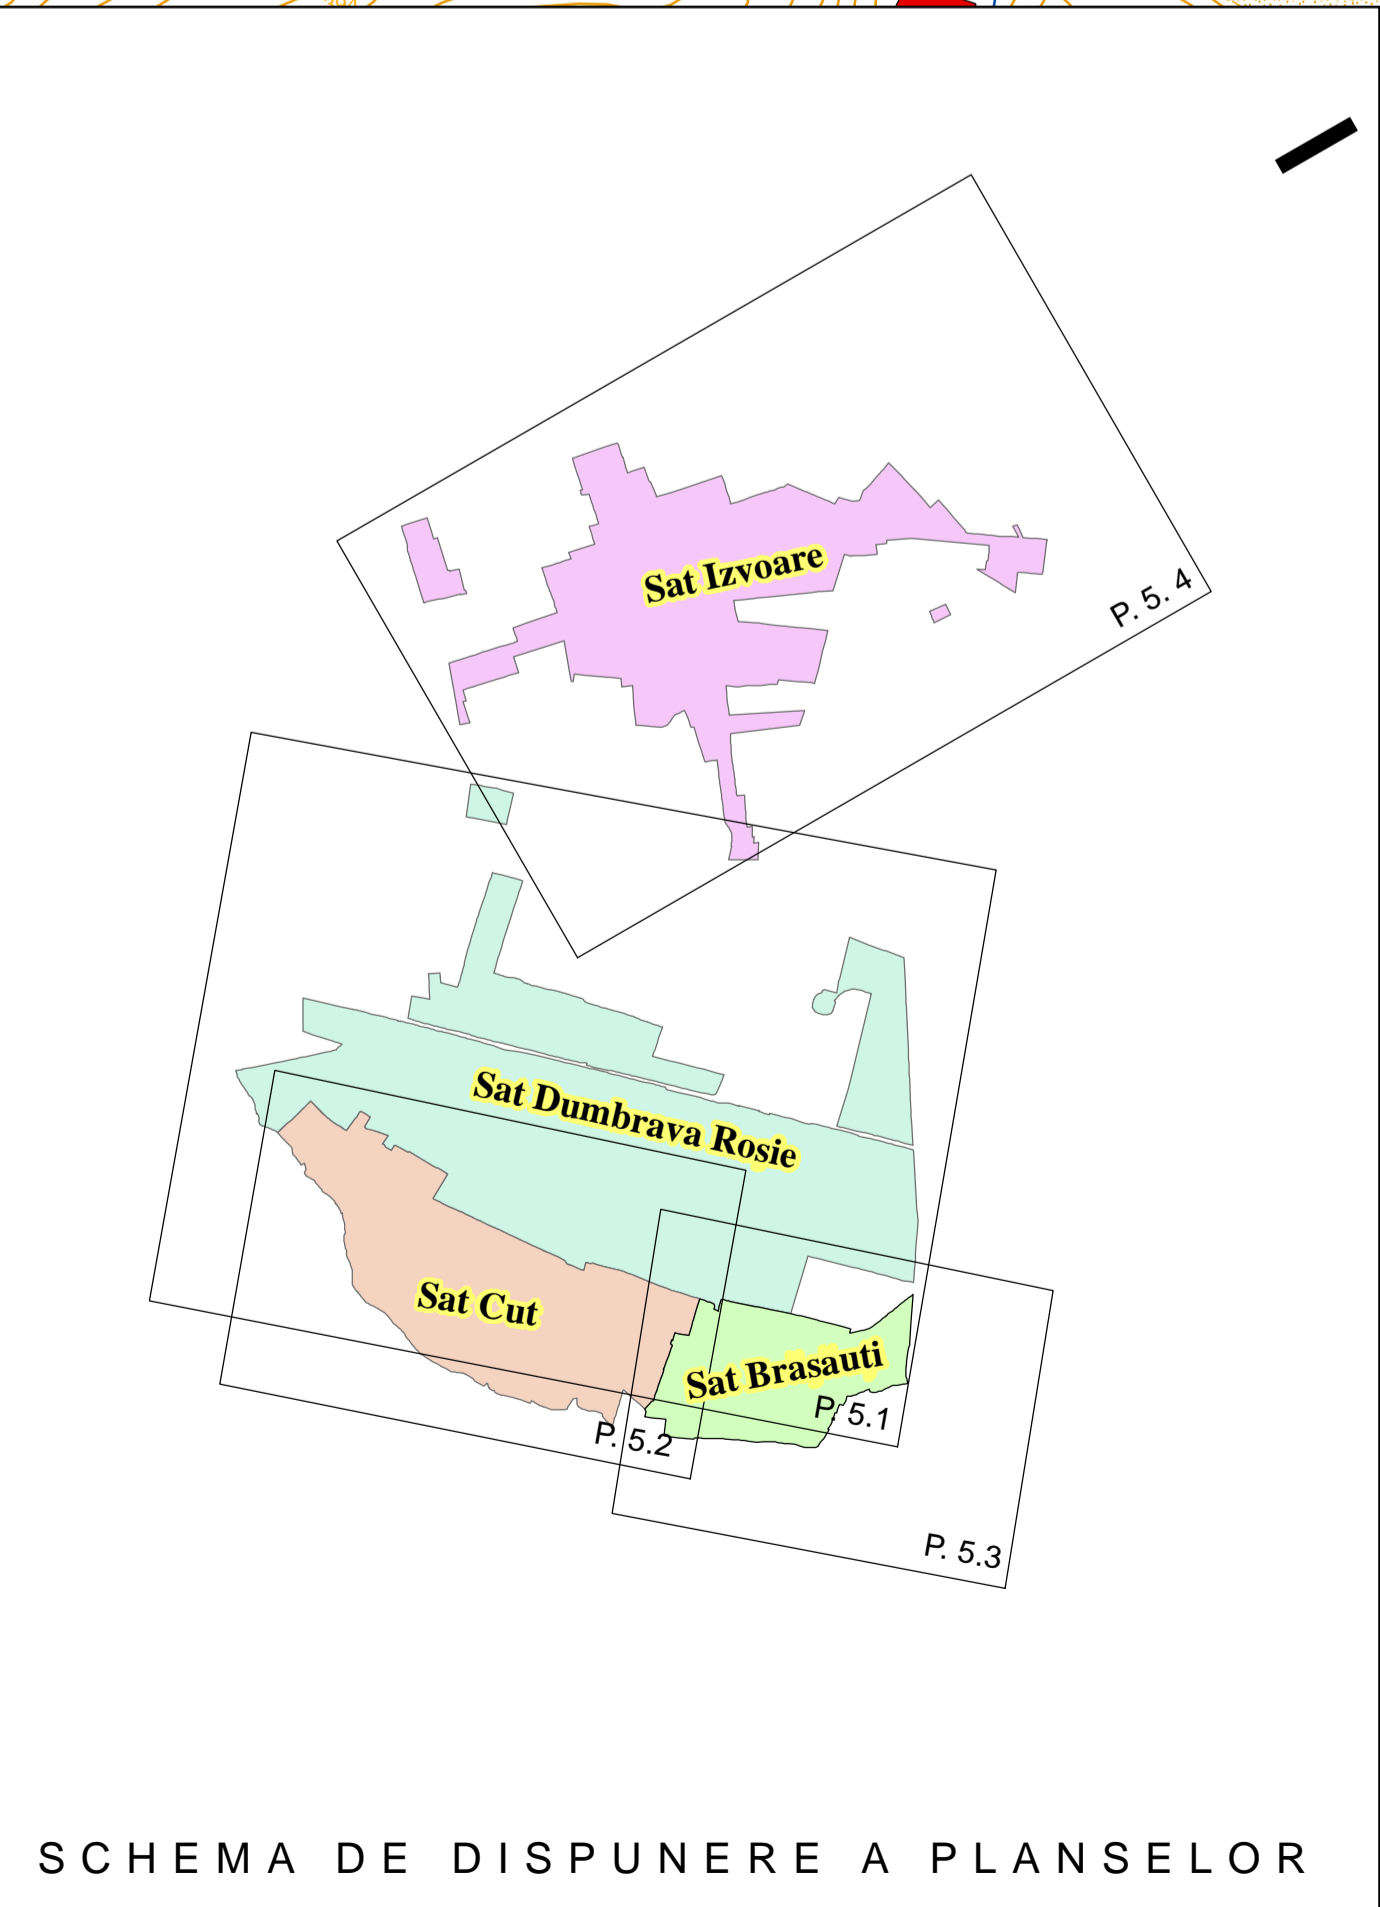 394
Sat Izvoare
P. 5. 4
Sat Dumbrava Rosie
Sat Cut
Sat Brasauti
P. 5.1
P. 5.2
P. 5.3
SCHEMA DE DISPUNERE A PLANSELOR